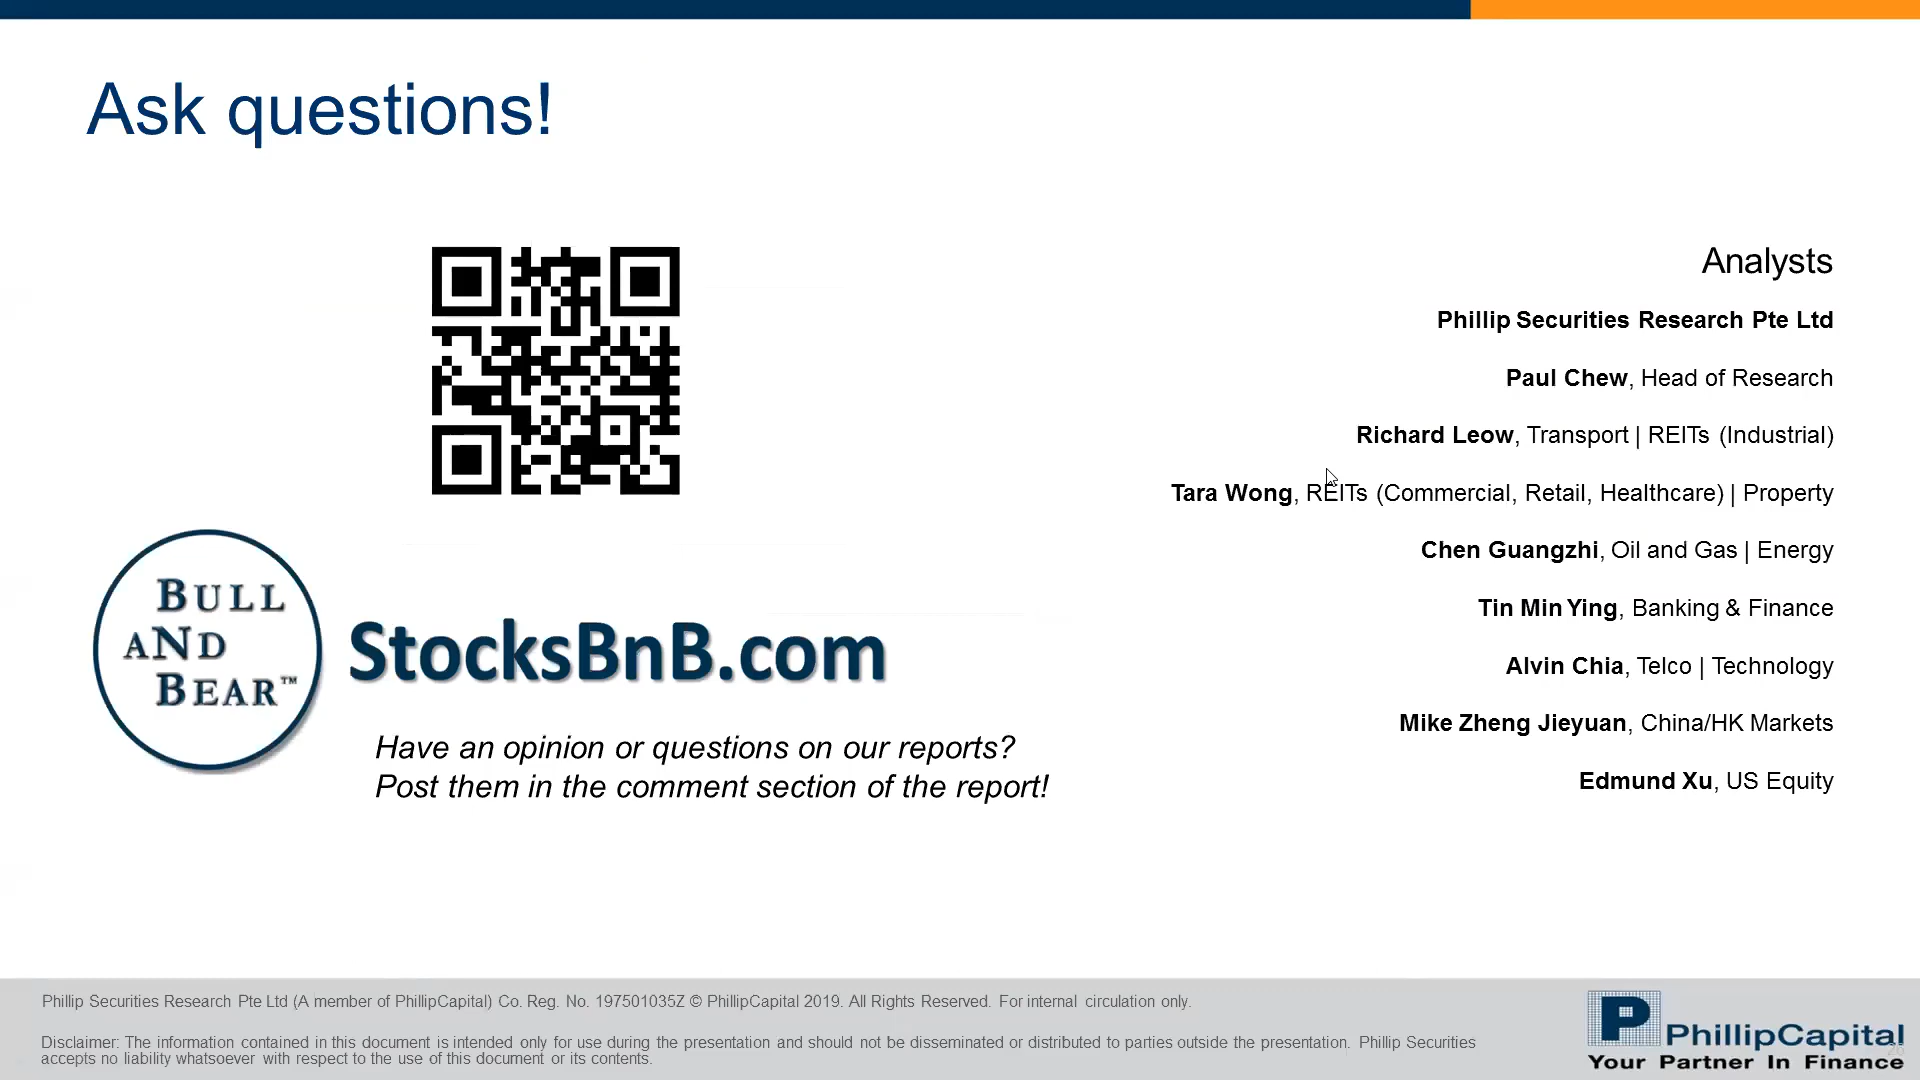 Ask questions!
BULL
AND
BEAR™
StocksBnB.com
Have an opinion or questions on our reports?
Post them in the comment section of the report!
Analysts
Phillip Securities Research Pte Ltd
Paul Chew, Head of Research
Richard Leow, Transport | REITs (Industrial)
Tara Wong, REITs (Commercial, Retail, Healthcare) | Property
Chen Guangzhi, Oil and Gas | Energy
Tin Min Ying, Banking & Finance
Alvin Chia, Telco | Technology
Mike Zheng Jieyuan, China/HK Markets
Edmund Xu, US Equity
Phillip Securities Research Pte Ltd (A member of PhillipCapital) Co. Reg. No. 197501035Z © PhillipCapital 2019. All Rights Reserved. For internal circulation only.
Disclaimer: The information contained in this document is intended only for use during the presentation and should not be disseminated or distributed to parties outside the presentation. Phillip Securities
accepts no liability whatsoever with respect to the use of this document or its contents.
P PhillipCapital
Your Partner In Finance